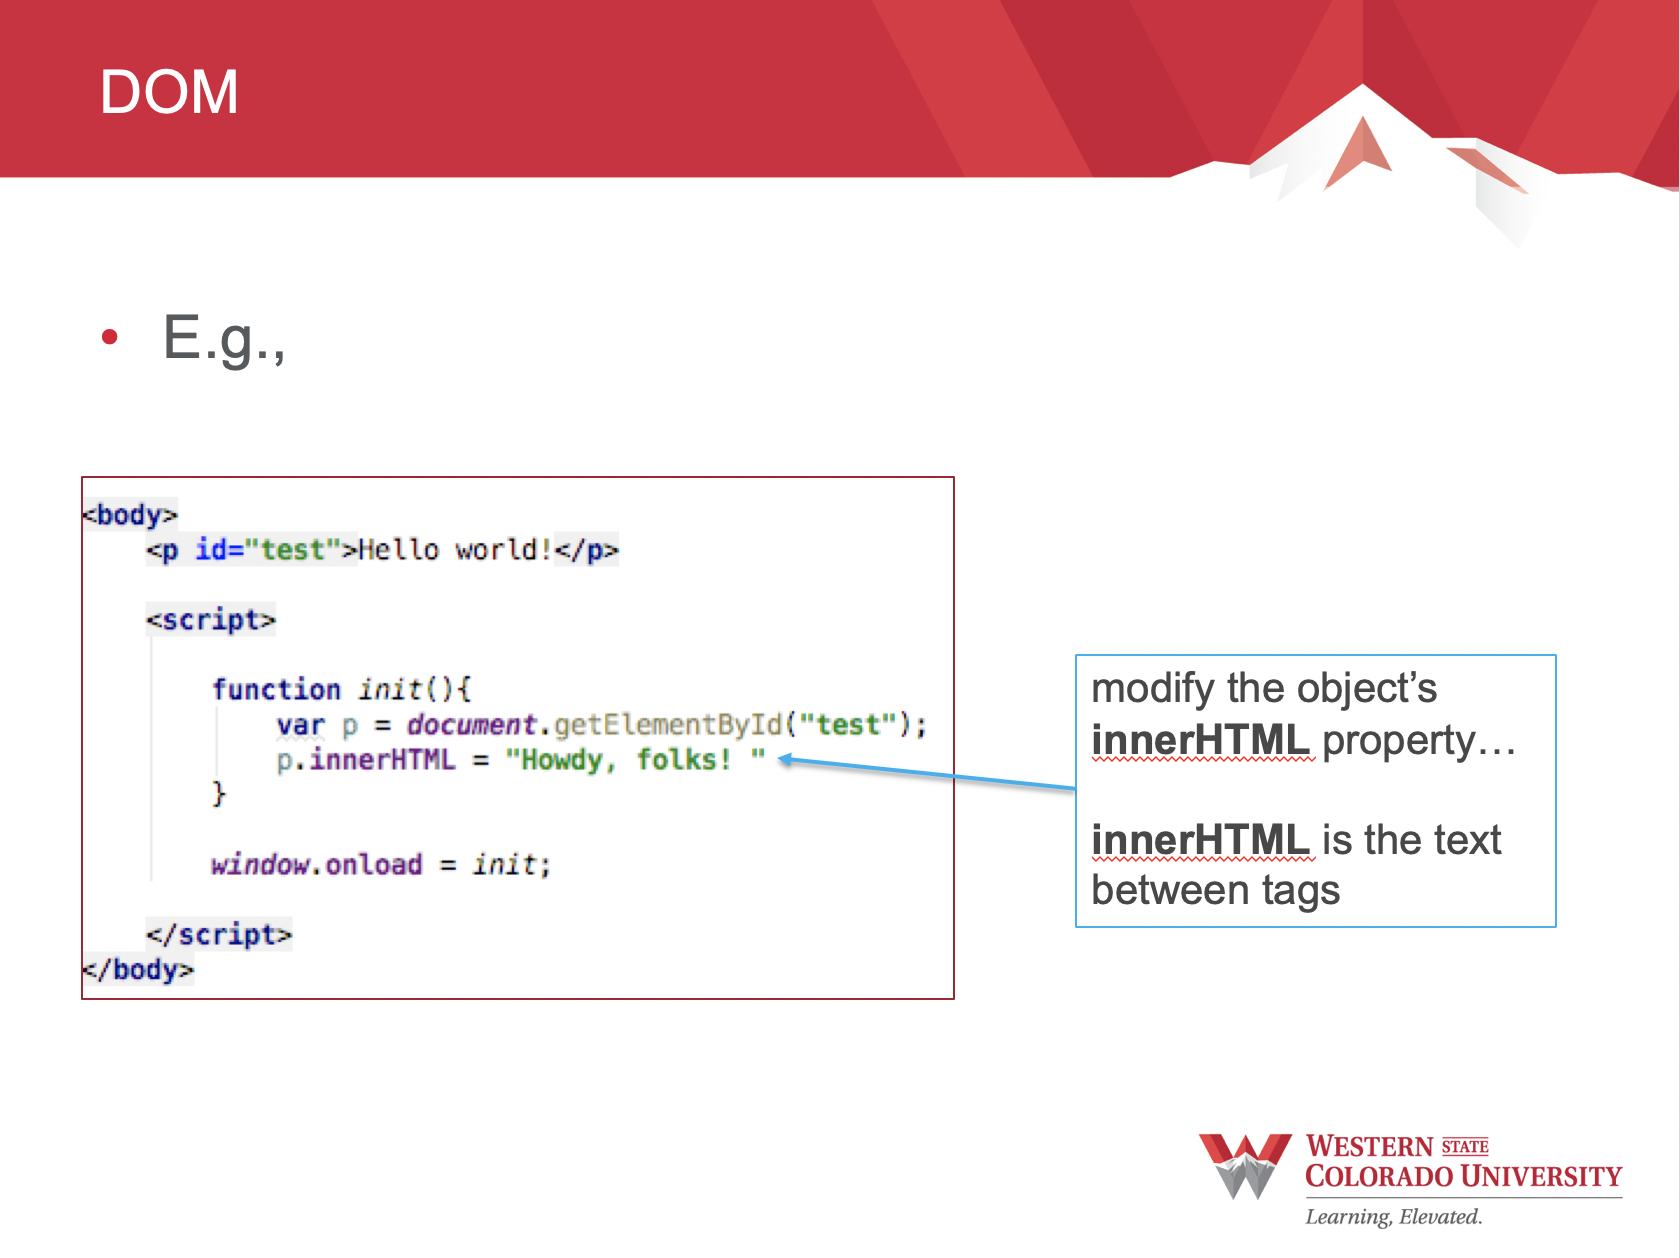 DOM
• E.g.,
<body>
<p id="test">Hello world!</p>
<script>
function init(){
var p = document.getElementById("test");
p.innerHTML = "Howdy, folks! "
}
window.onload = init;
</script>
</body>
modify the object’s
innerHTML property…
innerHTML is the text
between tags
WESTERN STATE
COLORADO UNIVERSITY
Learning, Elevated.